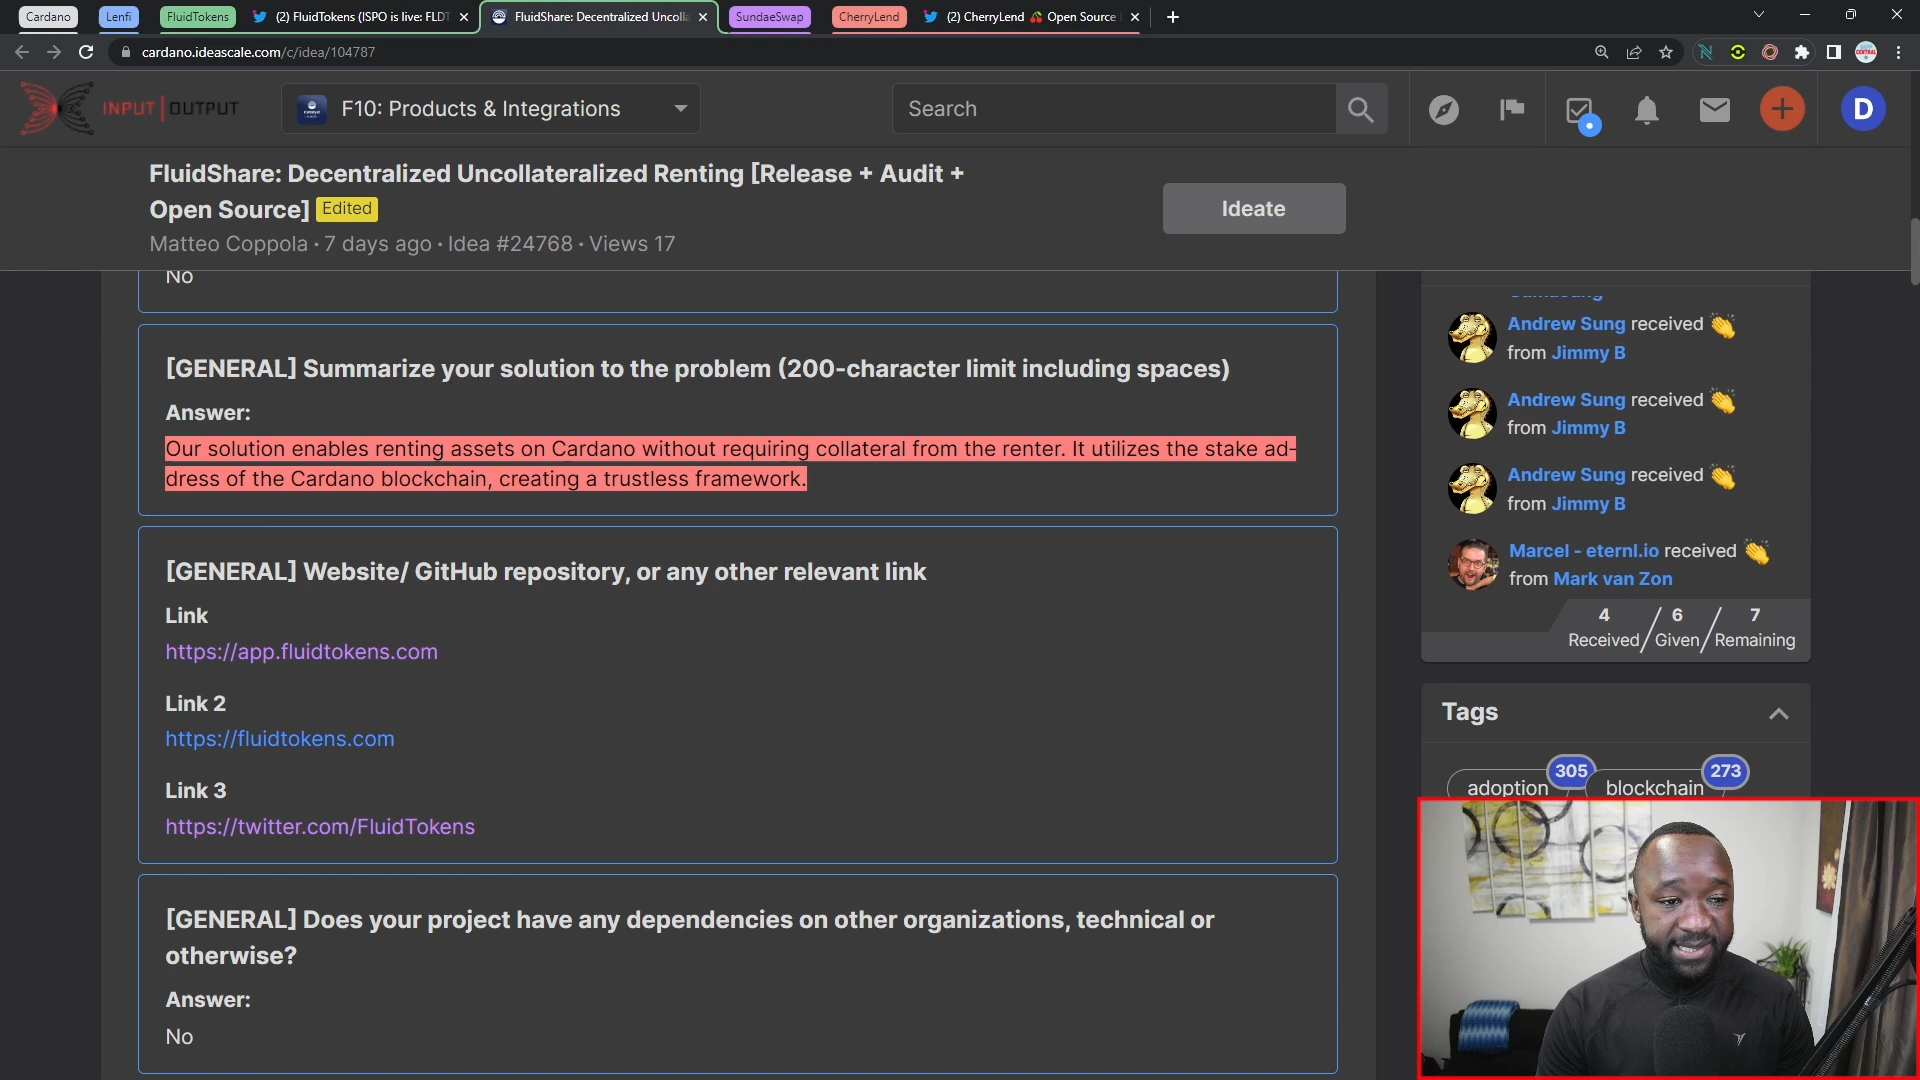 Cardano
Lenfi
FluidTokens
(2) FluidTokens (ISPO is live: FLDT
FluidShare: Decentralized Uncolla
SundaeSwap
CherryLend
(2) CherryLend 🍒 Open Source
cardano.ideascale.com/c/idea/104787
INPUT|OUTPUT
F10: Products & Integrations
Search
D
FluidShare: Decentralized Uncollateralized Renting [Release + Audit +
Open Source] Edited
Matteo Coppola • 7 days ago • Idea #24768 • Views 17
Ideate
No
[GENERAL] Summarize your solution to the problem (200-character limit including spaces)
Answer:
Our solution enables renting assets on Cardano without requiring collateral from the renter. It utilizes the stake ad-
dress of the Cardano blockchain, creating a trustless framework.
[GENERAL] Website/ GitHub repository, or any other relevant link
Link
https://app.fluidtokens.com
Link 2
https://fluidtokens.com
Link 3
https://twitter.com/FluidTokens
[GENERAL] Does your project have any dependencies on other organizations, technical or
otherwise?
Answer:
No
Andrew Sung received 👏
from Jimmy B
Andrew Sung received 👏
from Jimmy B
Andrew Sung received 👏
from Jimmy B
Marcel - eternl.io received 👏
from Mark van Zon
4 6 7
Received Given Remaining
Tags
adoption 305 blockchain 273